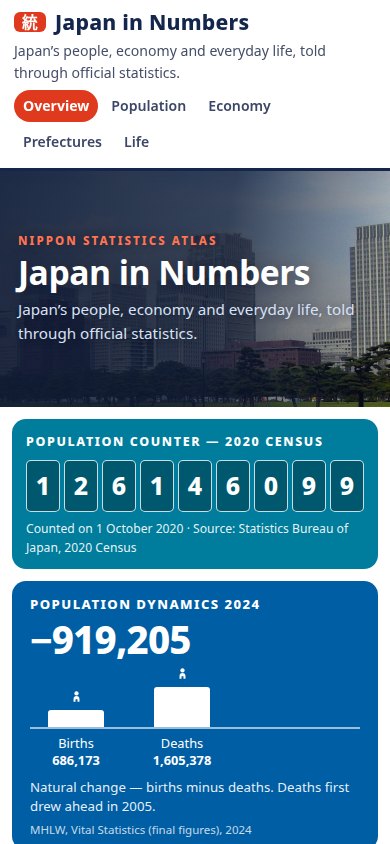 統 Japan in Numbers
Japan’s people, economy and everyday life, told
through official statistics.
Overview Population Economy
Prefectures Life
NIPPON STATISTICS ATLAS
Japan in Numbers
Japan’s people, economy and everyday life, told
through official statistics.
POPULATION COUNTER — 2020 CENSUS
1 2 6 1 4 6 0 9 9
Counted on 1 October 2020 · Source: Statistics Bureau of
Japan, 2020 Census
POPULATION DYNAMICS 2024
−919,205
Births Deaths
686,173 1,605,378
Natural change — births minus deaths. Deaths first
drew ahead in 2005.
MHLW, Vital Statistics (final figures), 2024